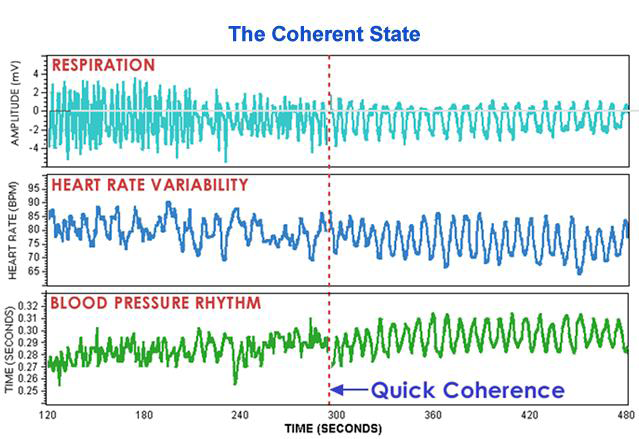 The Coherent State
RESPIRATION
AMPLITUDE (mV)
4
2
0
-2
-4
HEART RATE VARIABILITY
HEART RATE (BPM)
95
90
85
80
75
70
65
BLOOD PRESSURE RHYTHM
TIME (SECONDS)
0.32
0.31
0.30
0.29
0.28
0.27
0.26
0.25
Quick Coherence
120 180 240 300 360 420 480
TIME (SECONDS)